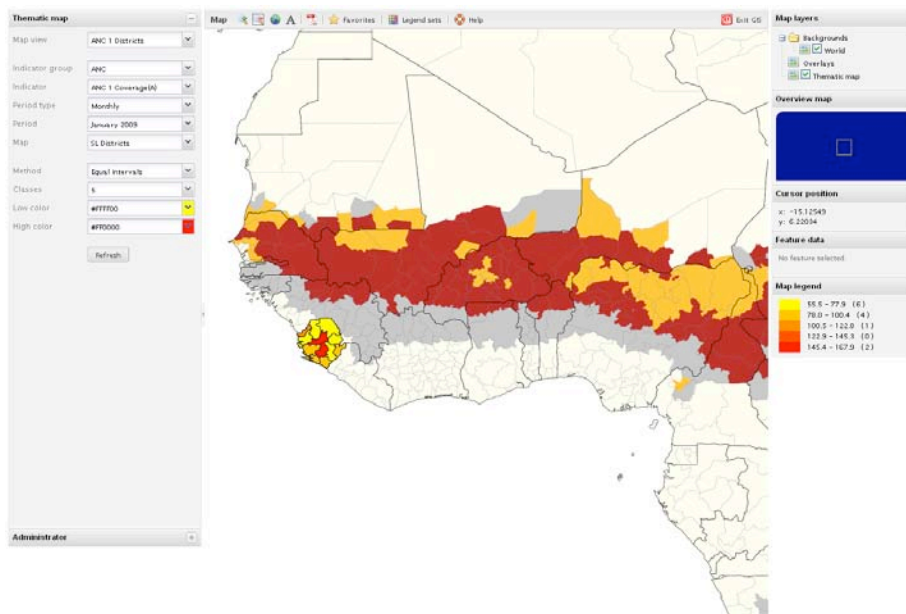 Thematic map
Map view
ANC 1 Districts
Indicator group
ANC
Indicator
ANC 1 Coverage(A)
Period type
Monthly
Period
January 2009
Map
SL Districts
Method
Equal Intervals
Classes
5
Low color
#FFFF00
High color
#FF0000
Refresh
Administrator
Map
A
Favorites
Legend sets
Help
Exit GIS
Map layers
Backgrounds
World
Overlays
Thematic map
Overview map
Cursor position
x: -15.12549
y: 6.22034
Feature data
No feature selected
Map legend
55.5 - 77.9 (6)
78.0 - 100.4 (4)
100.5 - 122.8 (1)
122.9 - 145.3 (0)
145.4 - 167.9 (2)